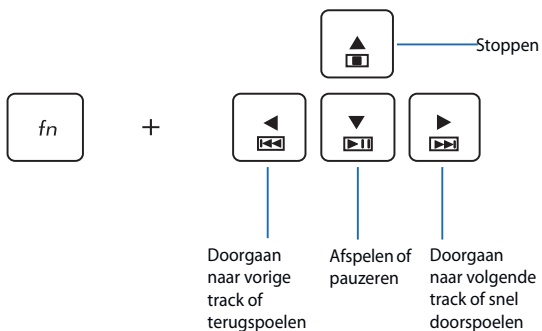 Stoppen
fn
+
Doorgaan
naar vorige
track of
terugspoelen
Afspelen of
pauzeren
Doorgaan
naar volgende
track of snel
doorspoelen